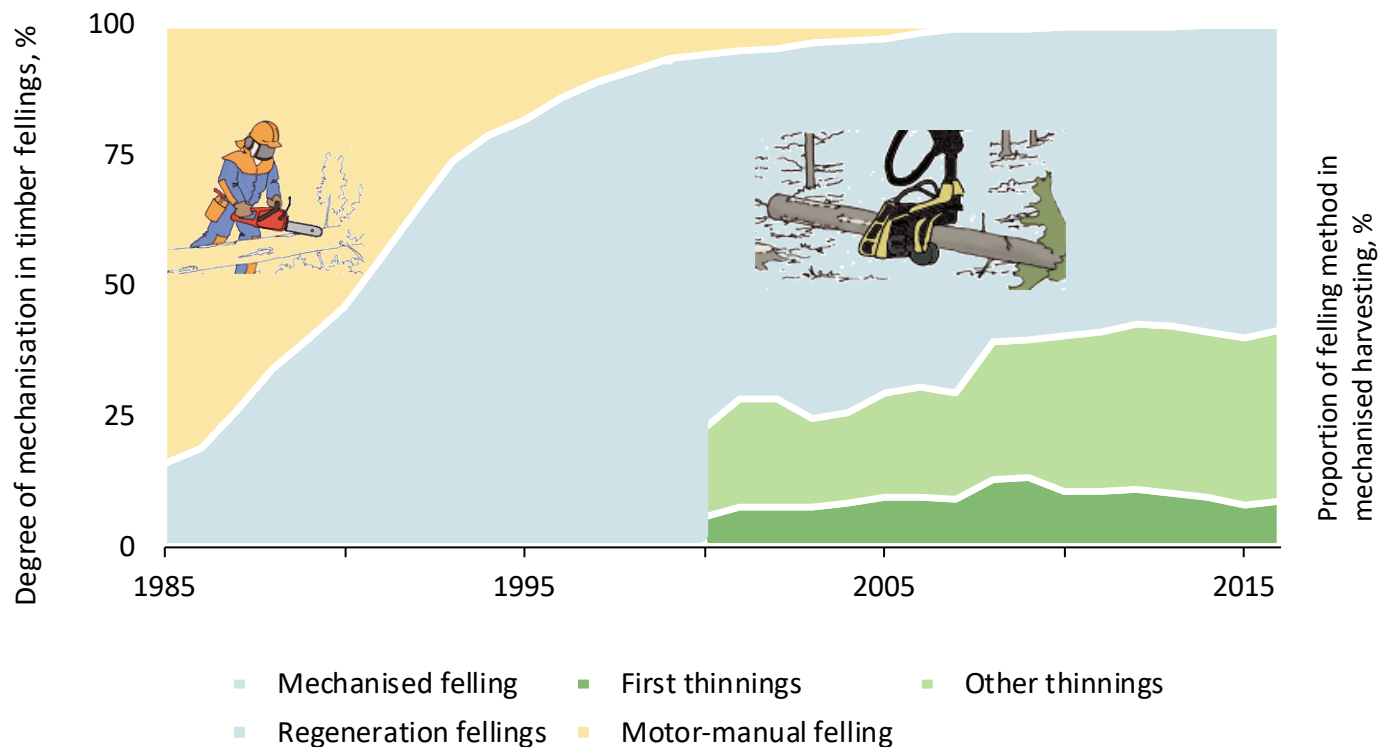 Degree of mechanisation in timber fellings, %
100
75
50
25
0
1985
1995
2005
2015
Proportion of felling method in
mechanised harvesting, %
Mechanised felling
First thinnings
Other thinnings
Regeneration fellings
Motor-manual felling